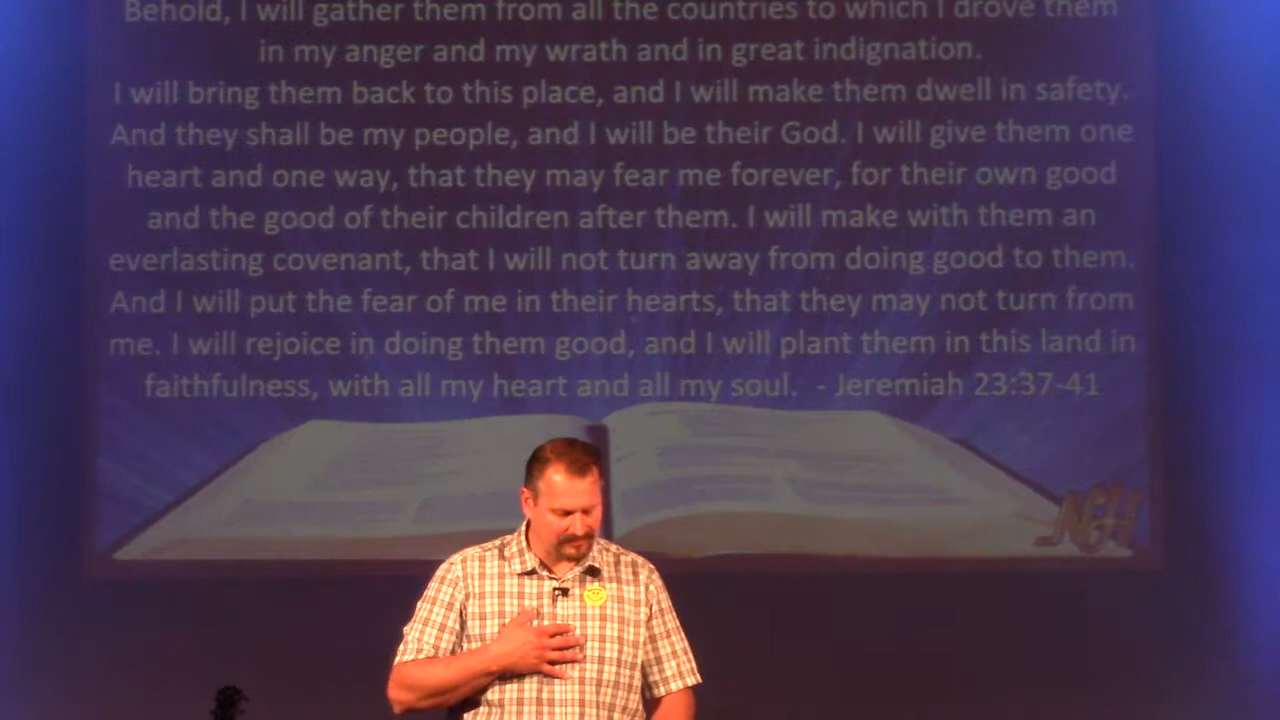 Behold, I will gather them from all the countries to which I drove them
in my anger and my wrath and in great indignation.
I will bring them back to this place, and I will make them dwell in safety.
And they shall be my people, and I will be their God. I will give them one
heart and one way, that they may fear me forever, for their own good
and the good of their children after them. I will make with them an
everlasting covenant, that I will not turn away from doing good to them.
And I will put the fear of me in their hearts, that they may not turn from
me. I will rejoice in doing them good, and I will plant them in this land in
faithfulness, with all my heart and all my soul. - Jeremiah 23:37-41
NGH